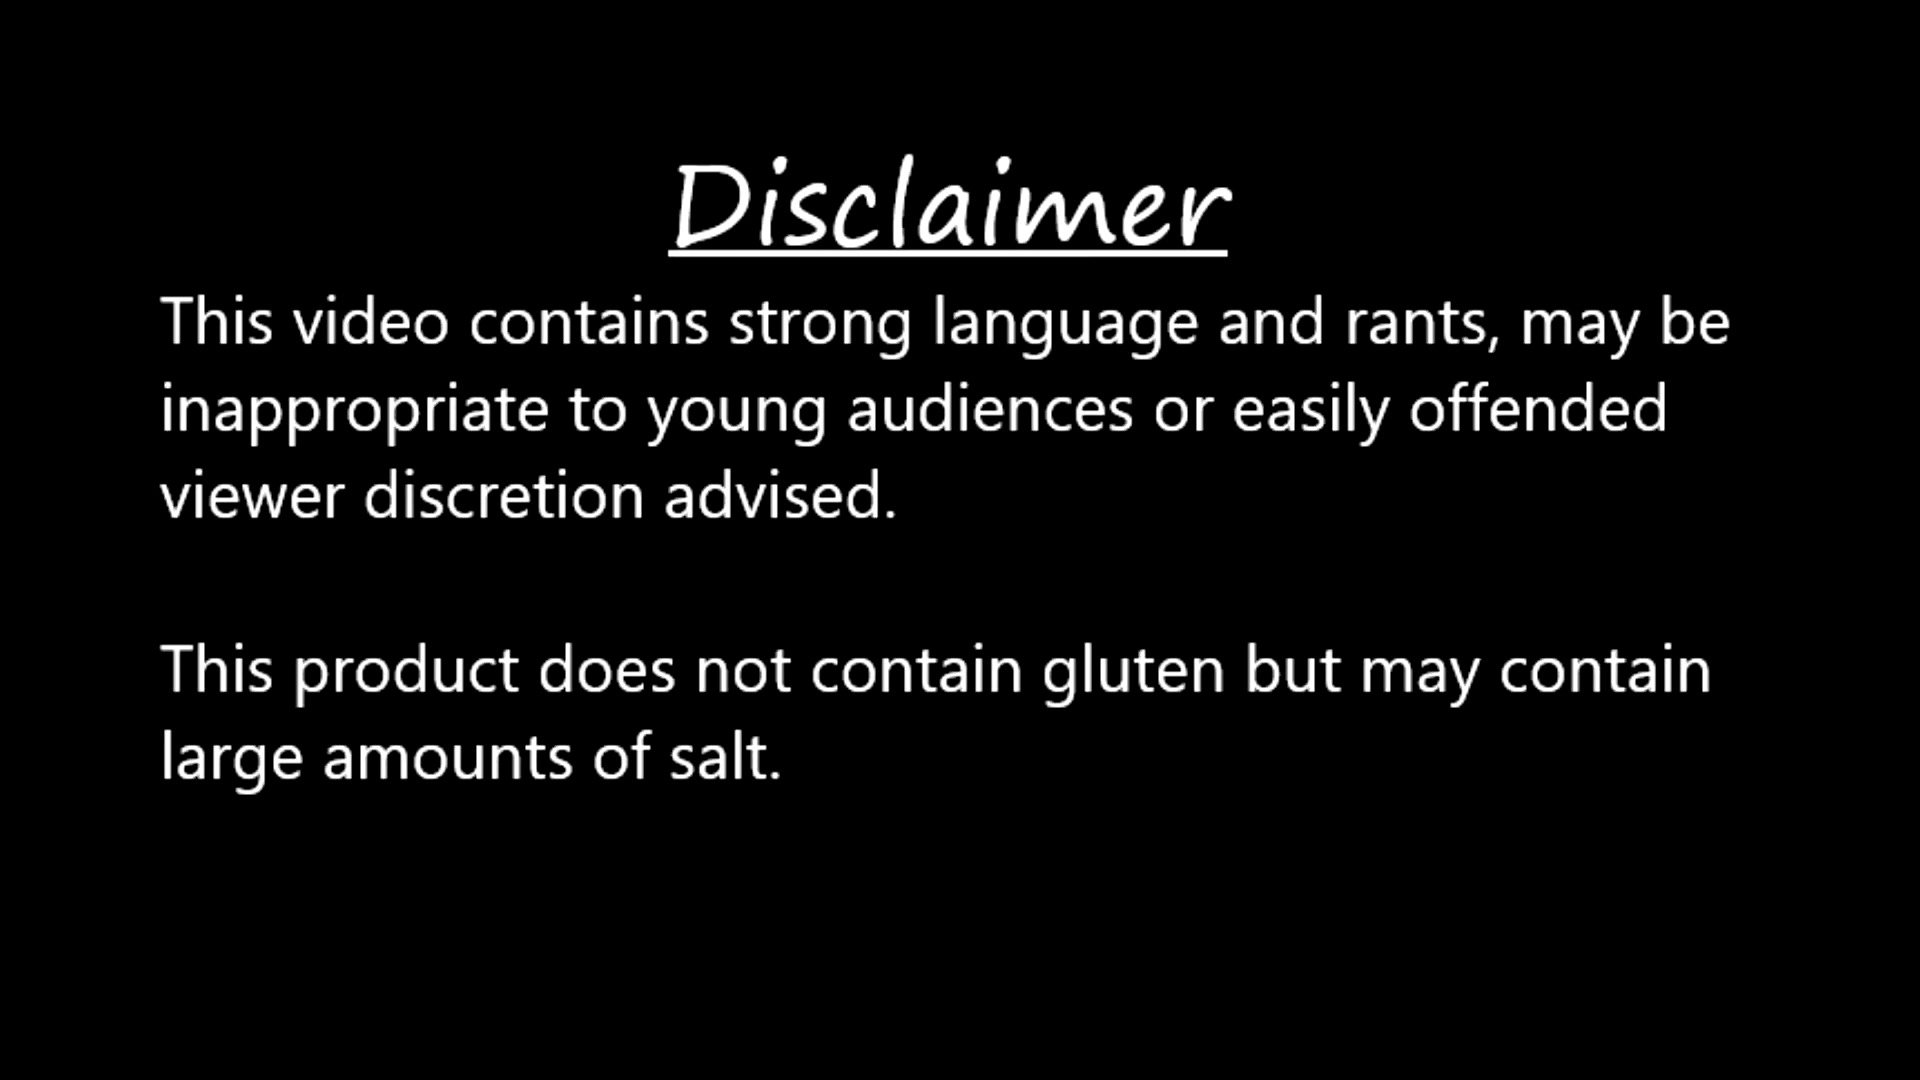 Disclaimer
This video contains strong language and rants, may be
inappropriate to young audiences or easily offended
viewer discretion advised.
This product does not contain gluten but may contain
large amounts of salt.